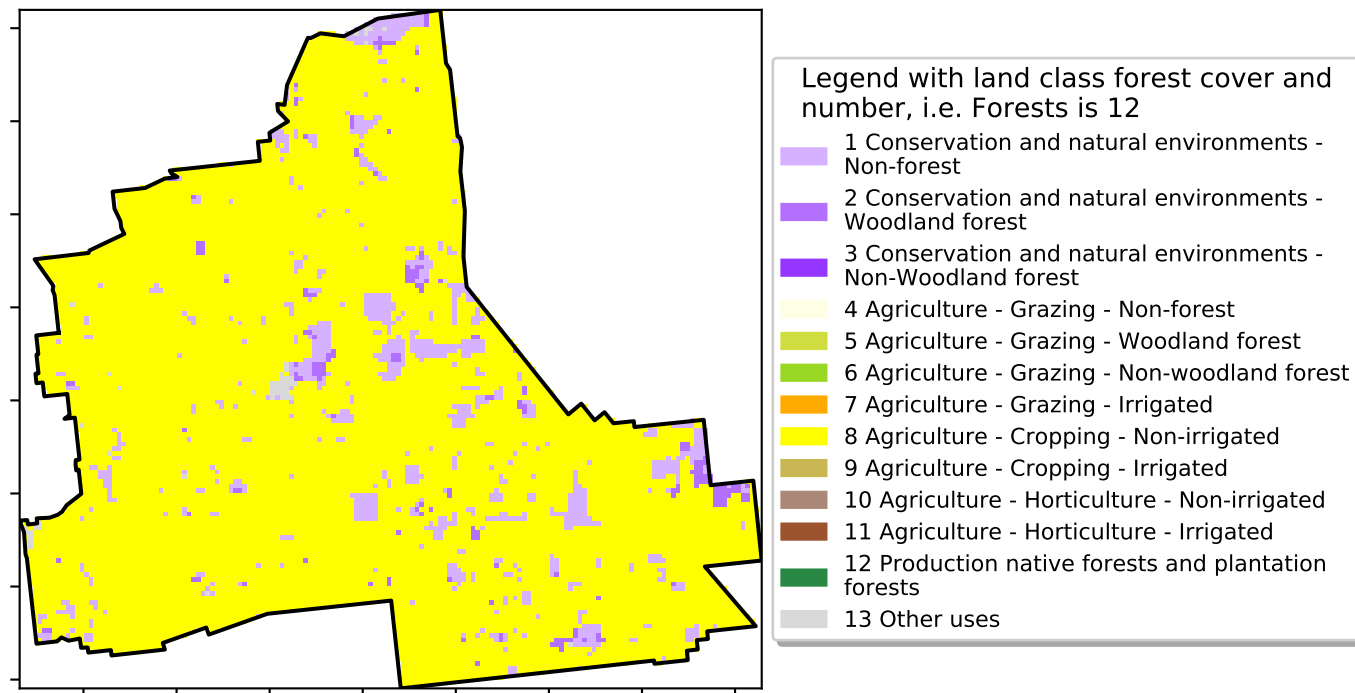 Legend with land class forest cover and
number, i.e. Forests is 12
1 Conservation and natural environments -
Non-forest
2 Conservation and natural environments -
Woodland forest
3 Conservation and natural environments -
Non-Woodland forest
4 Agriculture - Grazing - Non-forest
5 Agriculture - Grazing - Woodland forest
6 Agriculture - Grazing - Non-woodland forest
7 Agriculture - Grazing - Irrigated
8 Agriculture - Cropping - Non-irrigated
9 Agriculture - Cropping - Irrigated
10 Agriculture - Horticulture - Non-irrigated
11 Agriculture - Horticulture - Irrigated
12 Production native forests and plantation
forests
13 Other uses